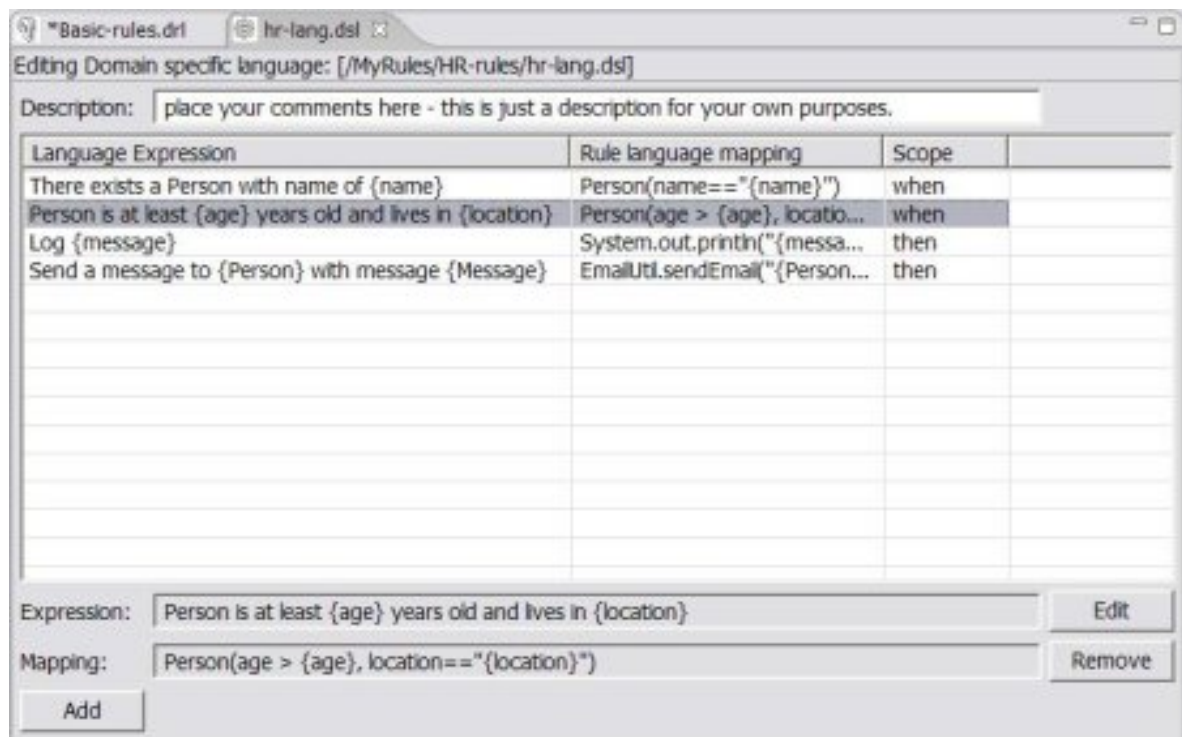 *Basic-rules.drl hr-lang.dsl
Editing Domain specific language: [/MyRules/HR-rules/hr-lang.dsl]
Description: place your comments here - this is just a description for your own purposes.
Language Expression Rule language mapping Scope
There exists a Person with name of {name} Person(name=="{name}") when
Person is at least {age} years old and lives in {location} Person(age > {age}, locatio... when
Log {message} System.out.println("{messa... then
Send a message to {Person} with message {Message} EmailUtil.sendEmail("{Person... then
Expression: Person is at least {age} years old and lives in {location} Edit
Mapping: Person(age > {age}, location=="{location}") Remove
Add